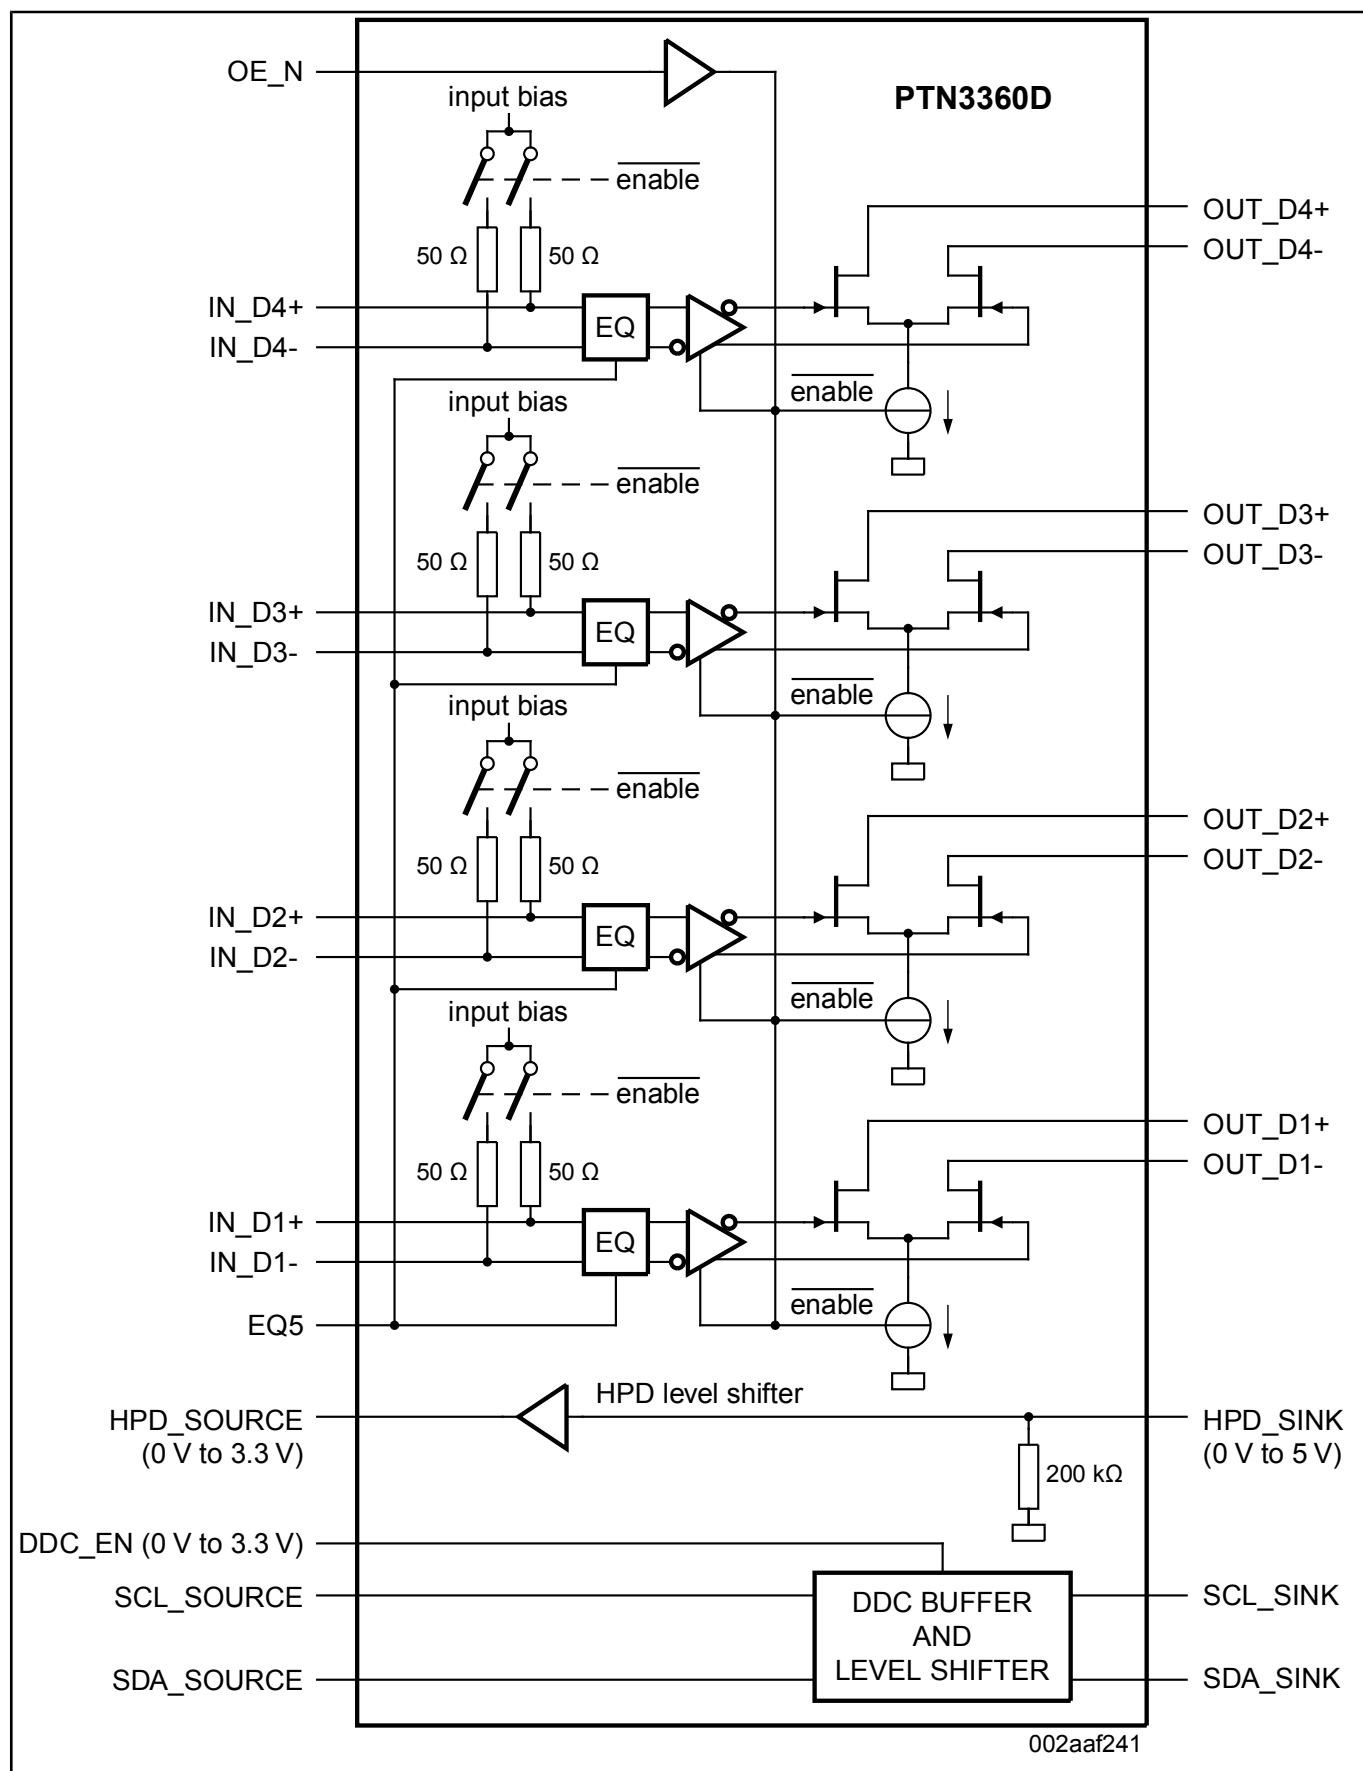 OE_N
PTN3360D
input bias
enable
OUT_D4+
OUT_D4-
50 Ω
50 Ω
IN_D4+
IN_D4-
EQ
enable
input bias
enable
OUT_D3+
OUT_D3-
50 Ω
50 Ω
IN_D3+
IN_D3-
EQ
enable
input bias
enable
OUT_D2+
OUT_D2-
50 Ω
50 Ω
IN_D2+
IN_D2-
EQ
enable
input bias
enable
OUT_D1+
OUT_D1-
50 Ω
50 Ω
IN_D1+
IN_D1-
EQ
enable
EQ5
HPD level shifter
HPD_SOURCE
(0 V to 3.3 V)
HPD_SINK
(0 V to 5 V)
200 kΩ
DDC_EN (0 V to 3.3 V)
SCL_SOURCE
SDA_SOURCE
DDC BUFFER
AND
LEVEL SHIFTER
SCL_SINK
SDA_SINK
002aaf241